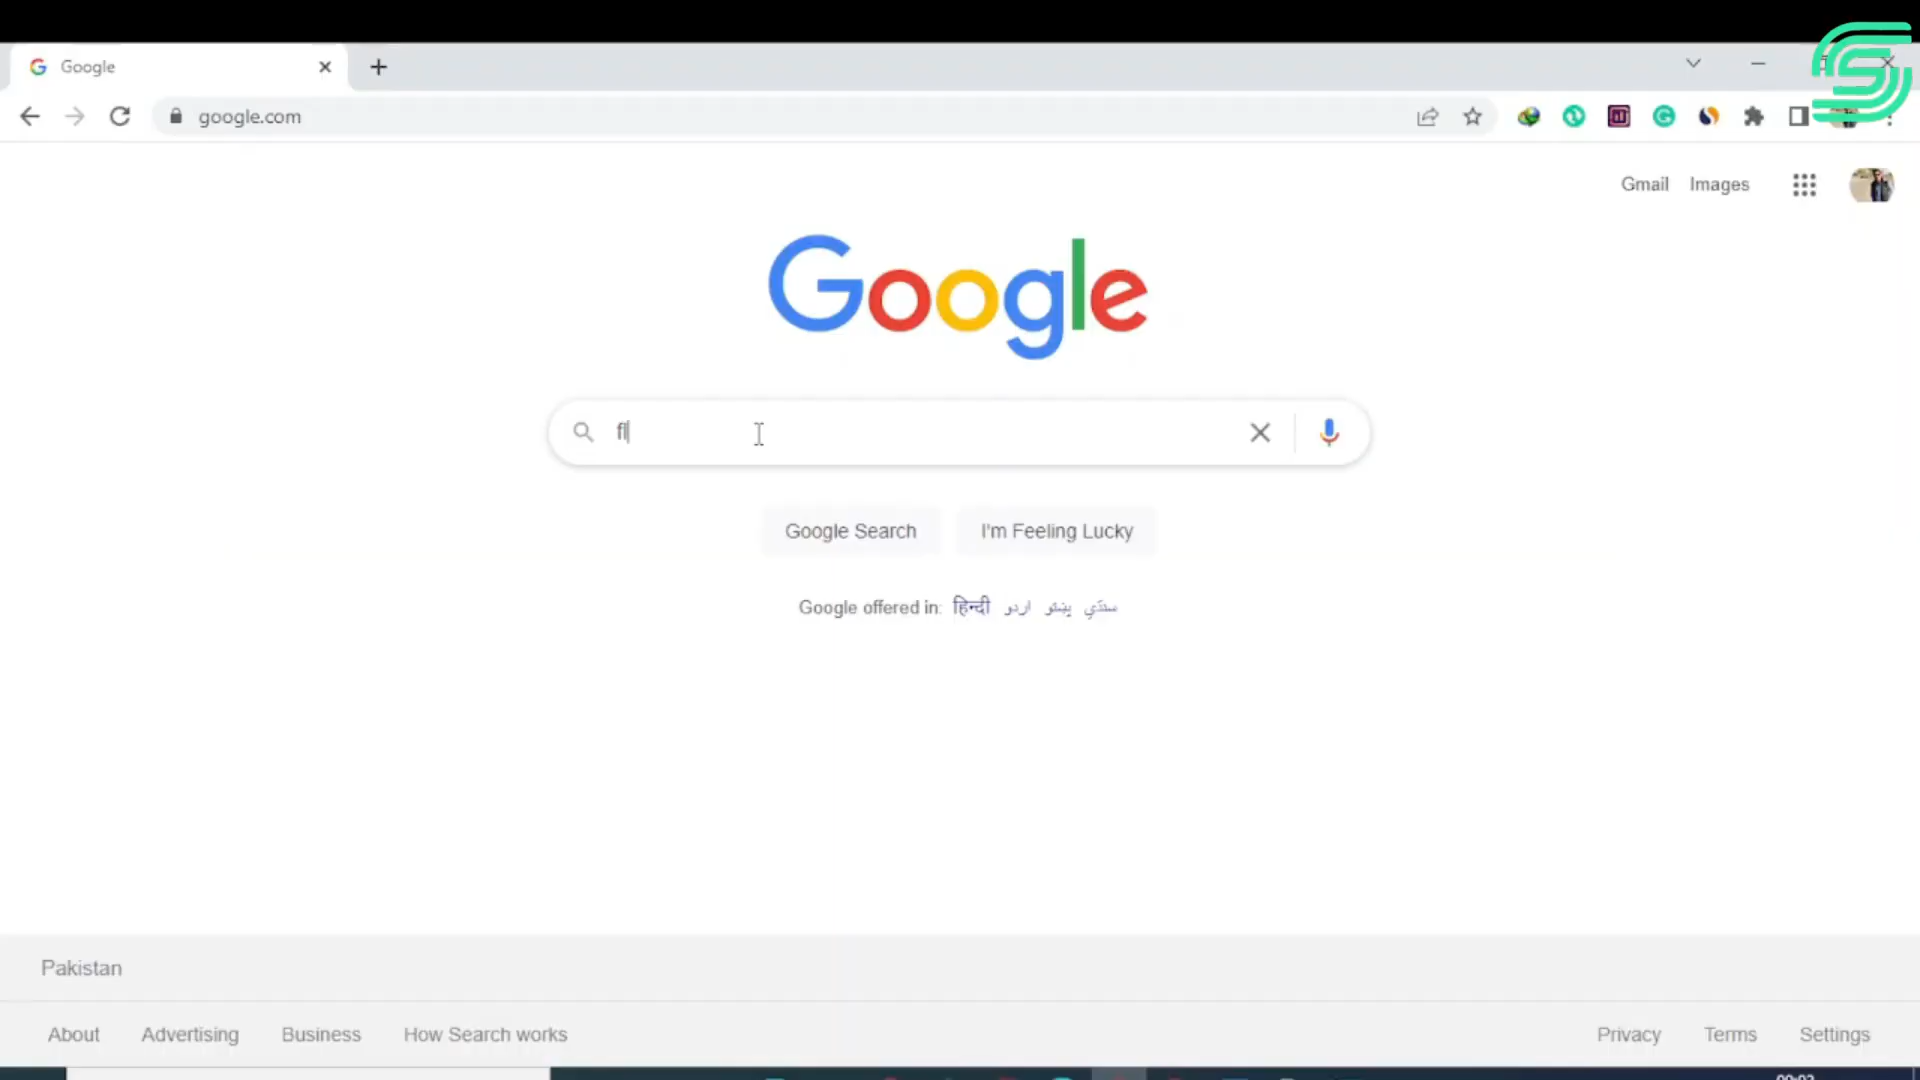 Google
google.com
Gmail Images
Google
fl
Google Search I'm Feeling Lucky
Google offered in: हिन्दी اردو پښتو سنڌي
Pakistan
About Advertising Business How Search works
Privacy Terms Settings